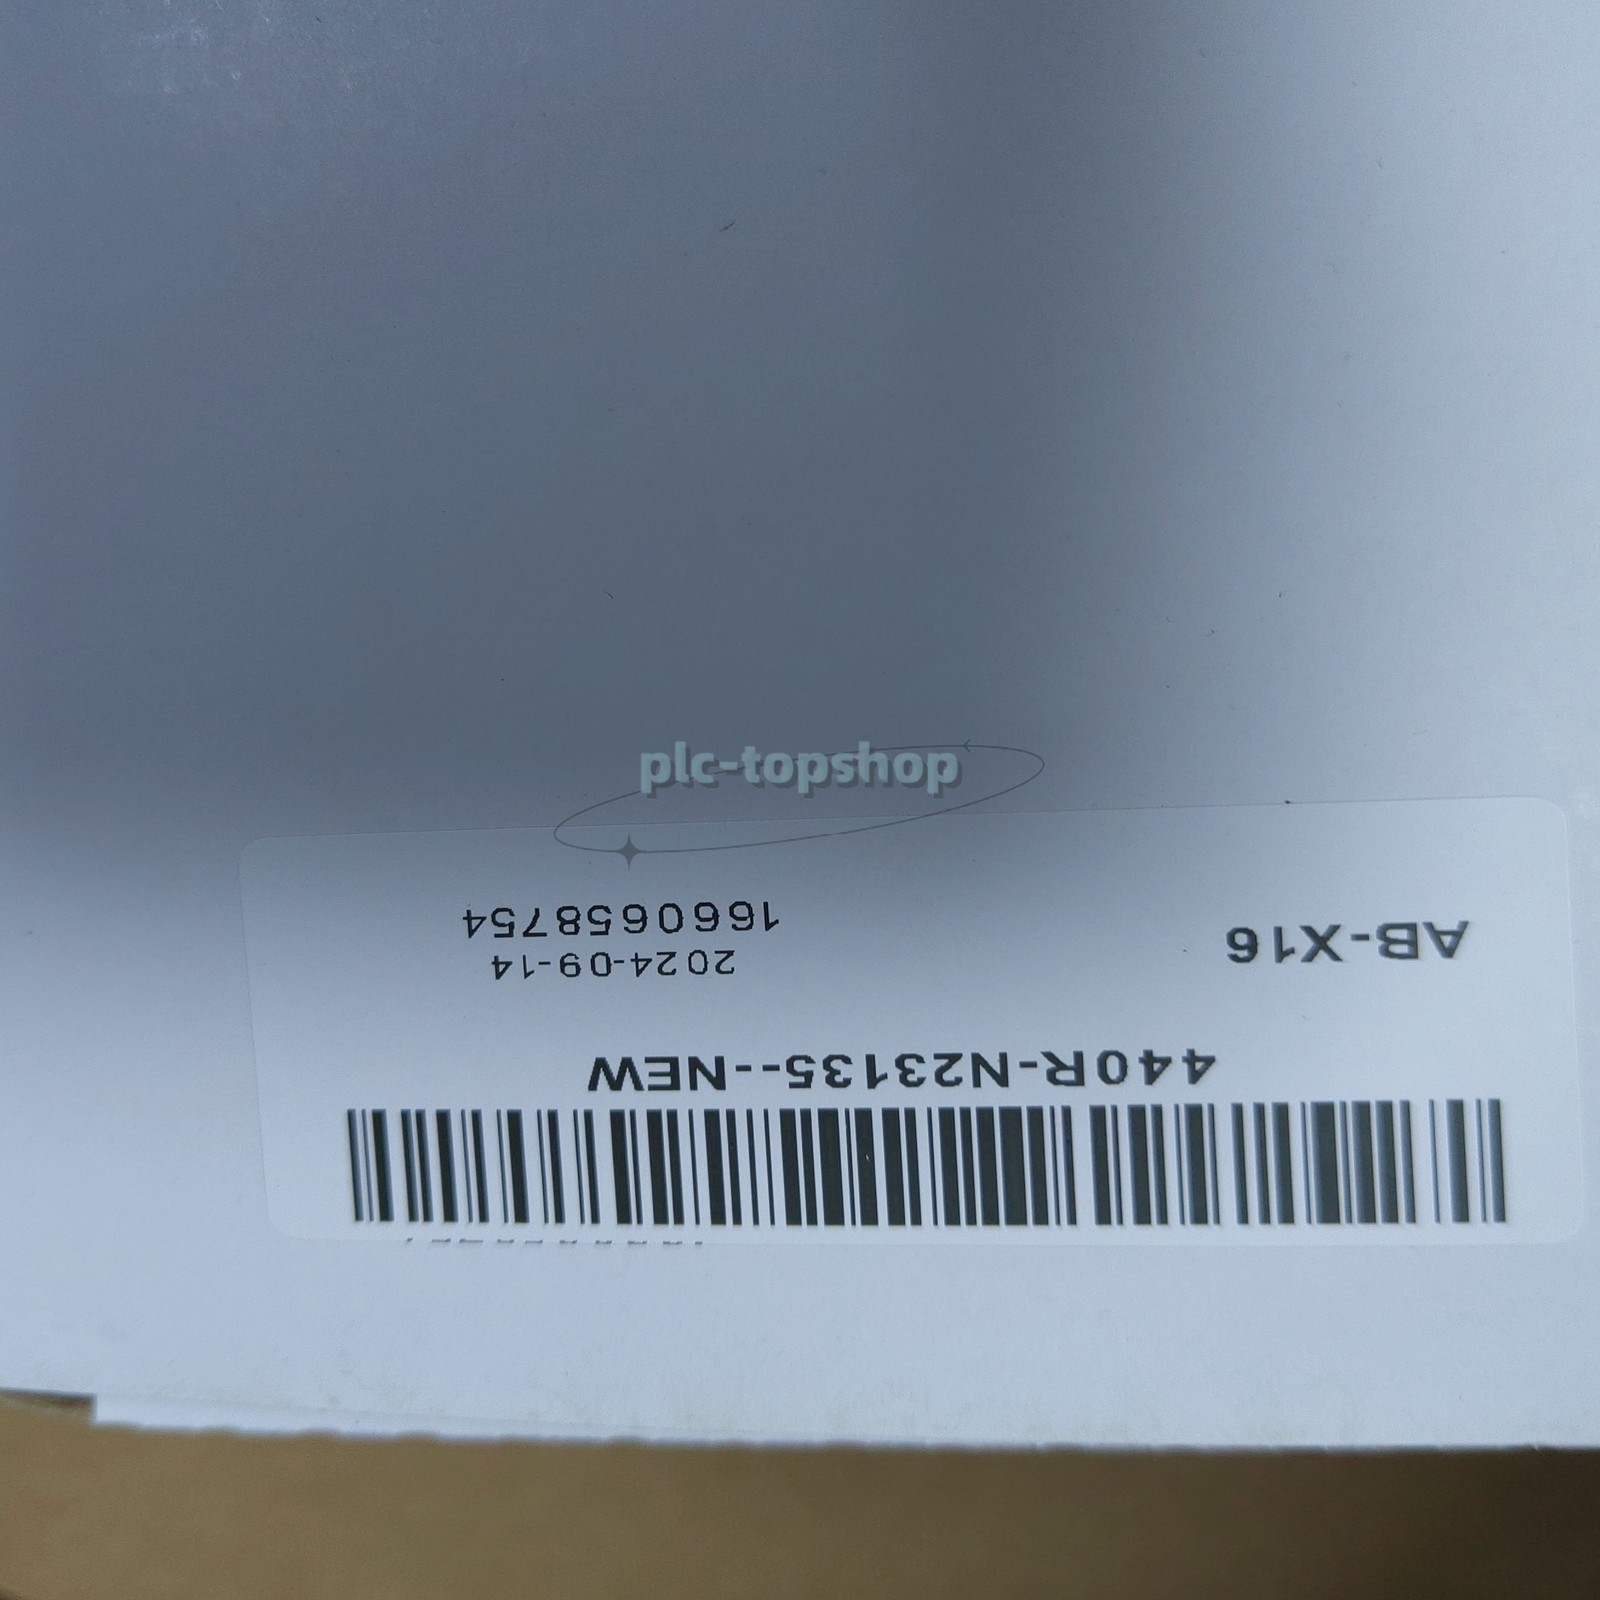 440R-N23135--NEW
AB-X16
2024-09-14
1660658754
plc-topshop